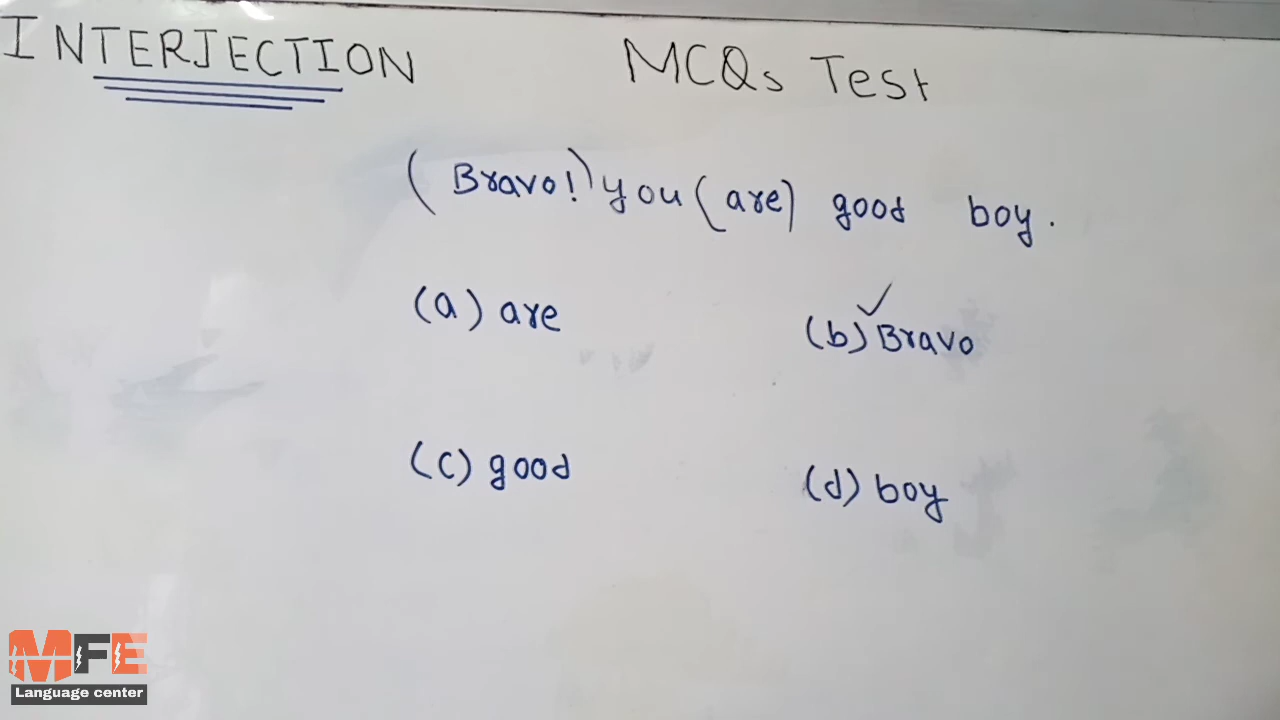 INTERJECTION MCQs Test
(Bravo!) you (are) good boy.
(a) are (b) Bravo
(c) good (d) boy
MFE
Language center